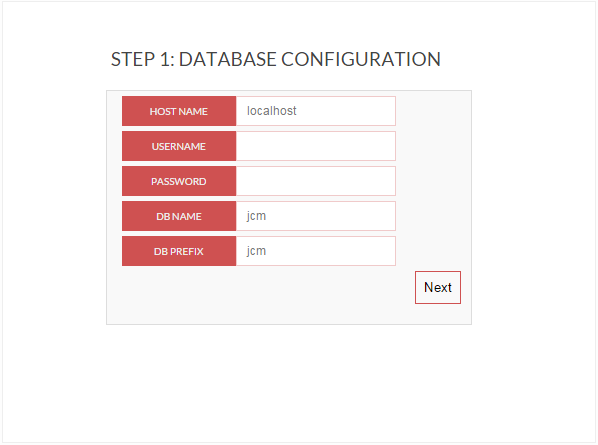 STEP 1: DATABASE CONFIGURATION
HOST NAME localhost
USERNAME
PASSWORD
DB NAME jcm
DB PREFIX jcm
Next